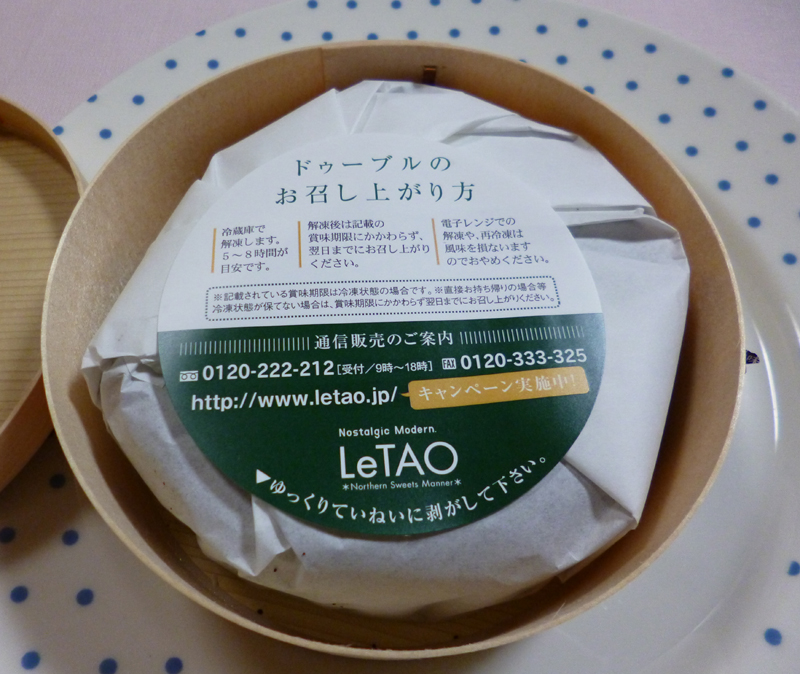 ドゥーブルの
お召し上がり方
冷蔵庫で
解凍します。
5~8時間が
目安です。
解凍後は記載の
賞味期限にかかわらず、
翌日までにお召し上がり
ください。
電子レンジでの
解凍や、再冷凍は
風味を損ないます
のでおやめください。
※記載されている賞味期限は冷凍状態の場合です。※直接お持ち帰りの場合等
冷凍状態が保てない場合は、賞味期限にかかわらず翌日までにお召し上がりください。
通信販売のご案内
0120-222-212[受付/9時~18時] FAX 0120-333-325
http://www.letao.jp/ キャンペーン実施中!
Nostalgic Modern.
LeTAO
*Northern Sweets Manner*
▶ゆっくりていねいに剥がして下さい。